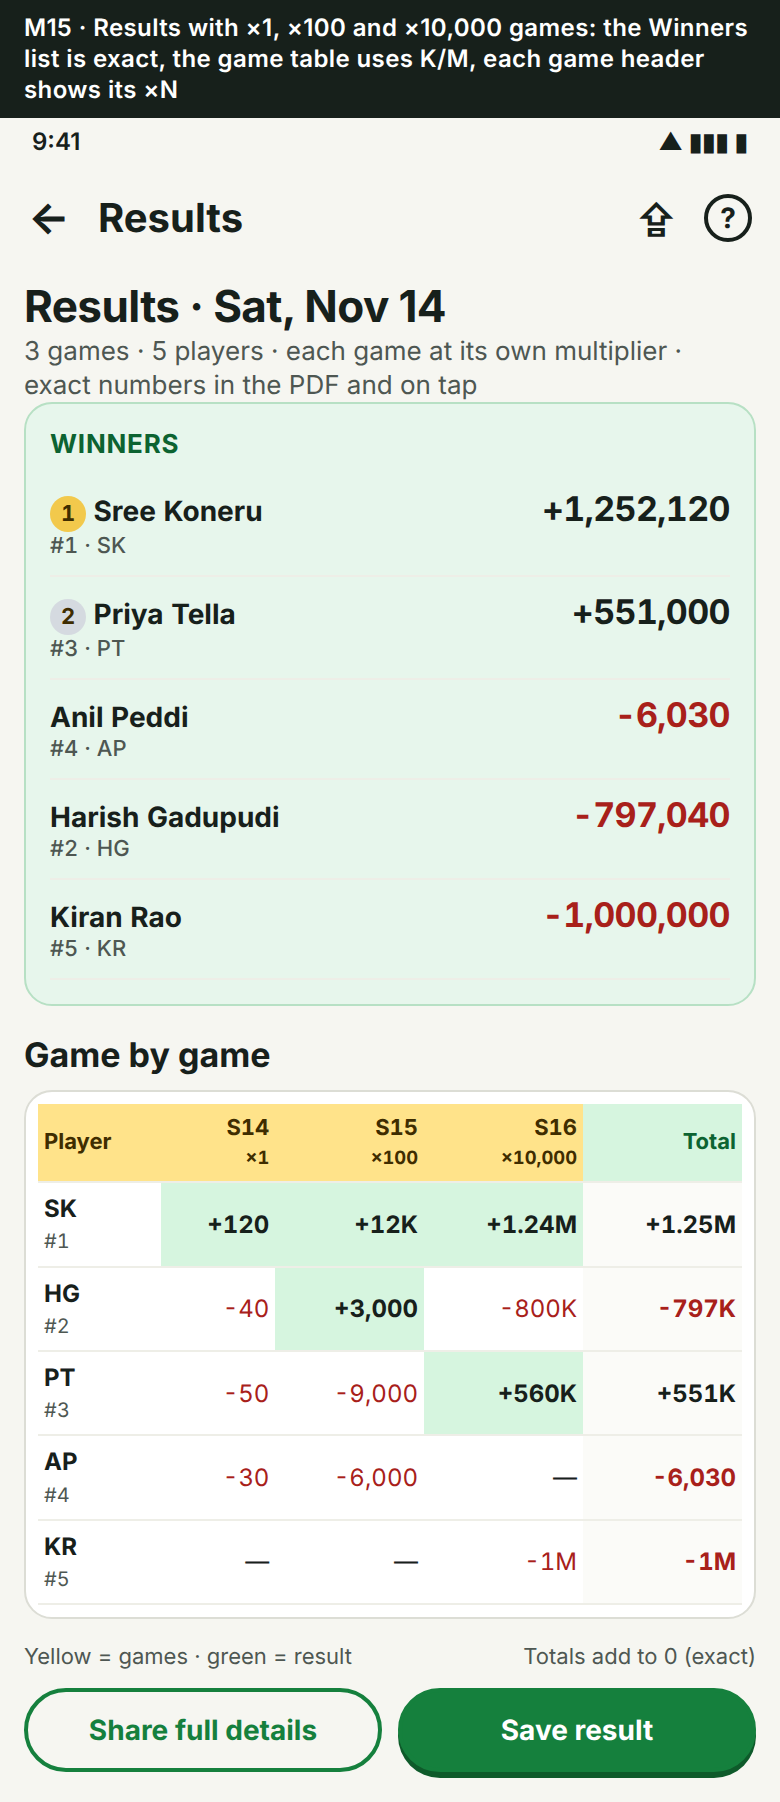 M15 · Results with ×1, ×100 and ×10,000 games: the Winners
list is exact, the game table uses K/M, each game header
shows its ×N
9:41
← Results ?
Results · Sat, Nov 14
3 games · 5 players · each game at its own multiplier ·
exact numbers in the PDF and on tap
WINNERS
1 Sree Koneru +1,252,120
#1 · SK
2 Priya Tella +551,000
#3 · PT
Anil Peddi -6,030
#4 · AP
Harish Gadupudi -797,040
#2 · HG
Kiran Rao -1,000,000
#5 · KR
Game by game
Player S14 S15 S16 Total
×1 ×100 ×10,000
SK +120 +12K +1.24M +1.25M
#1
HG -40 +3,000 -800K -797K
#2
PT -50 -9,000 +560K +551K
#3
AP -30 -6,000 — -6,030
#4
KR — — -1M -1M
#5
Yellow = games · green = result Totals add to 0 (exact)
Share full details Save result